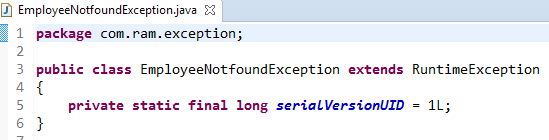 EmployeeNotfoundException.java
1 package com.ram.exception;
2
3 public class EmployeeNotfoundException extends RuntimeException
4 {
5     private static final long serialVersionUID = 1L;
6 }